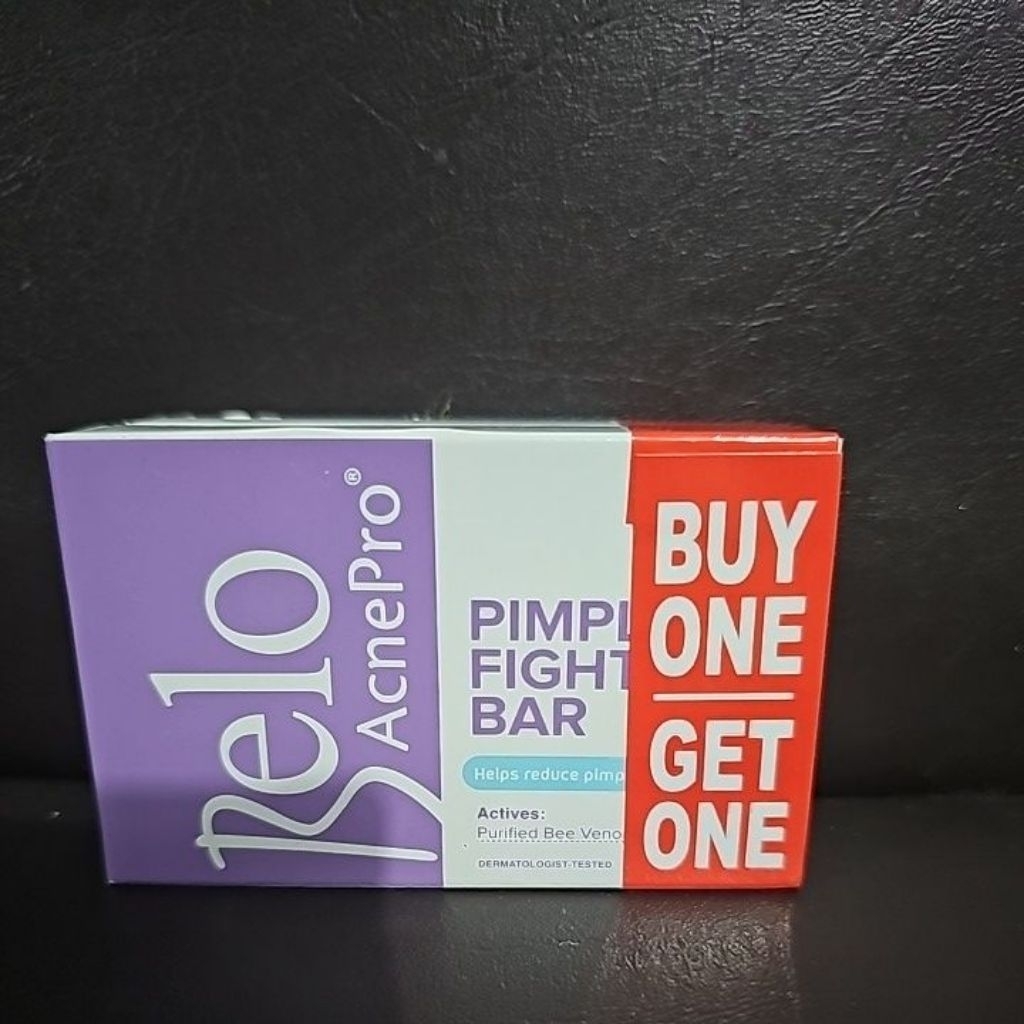 Belo
AcnePro®
PIMPL
FIGHT
BAR
Helps reduce pimp
Actives:
Purified Bee Veno
DERMATOLOGIST-TESTED
BUY
ONE
GET
ONE